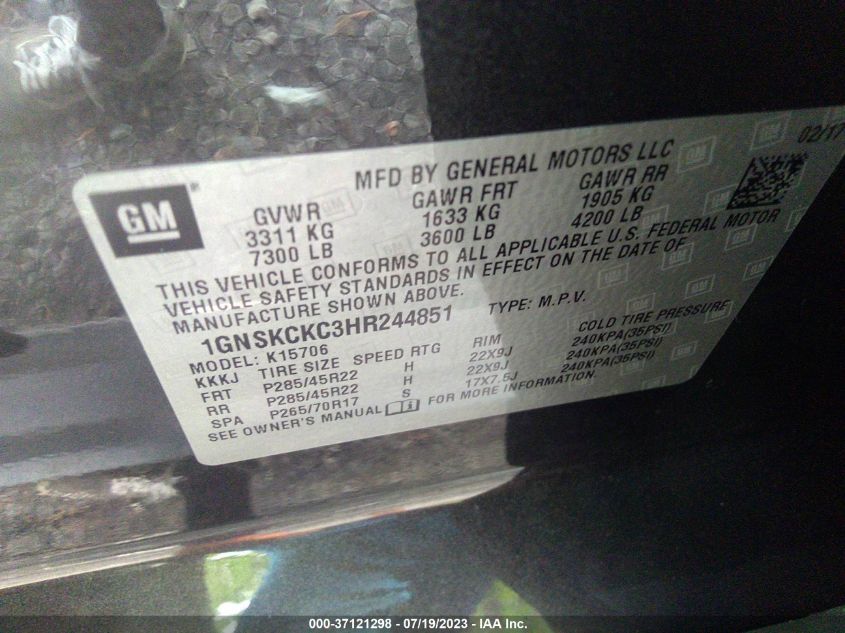 MFD BY GENERAL MOTORS LLC 02/17
GM
GVWR GAWR FRT GAWR RR
3311 KG 1633 KG 1905 KG
7300 LB 3600 LB 4200 LB
THIS VEHICLE CONFORMS TO ALL APPLICABLE U.S. FEDERAL MOTOR
VEHICLE SAFETY STANDARDS IN EFFECT ON THE DATE OF
MANUFACTURE SHOWN ABOVE.
1GNSKCKC3HR244851 TYPE: M.P.V.
MODEL: K15706
KKKJ TIRE SIZE SPEED RTG RIM COLD TIRE PRESSURE
FRT P285/45R22 H 22X9J 240KPA(35PSI)
RR P285/45R22 H 22X9J 240KPA(35PSI)
SPA P265/70R17 S 17X7.5J 240KPA(35PSI)
SEE OWNER'S MANUAL FOR MORE INFORMATION.
000-37121298 - 07/19/2023 - IAA Inc.